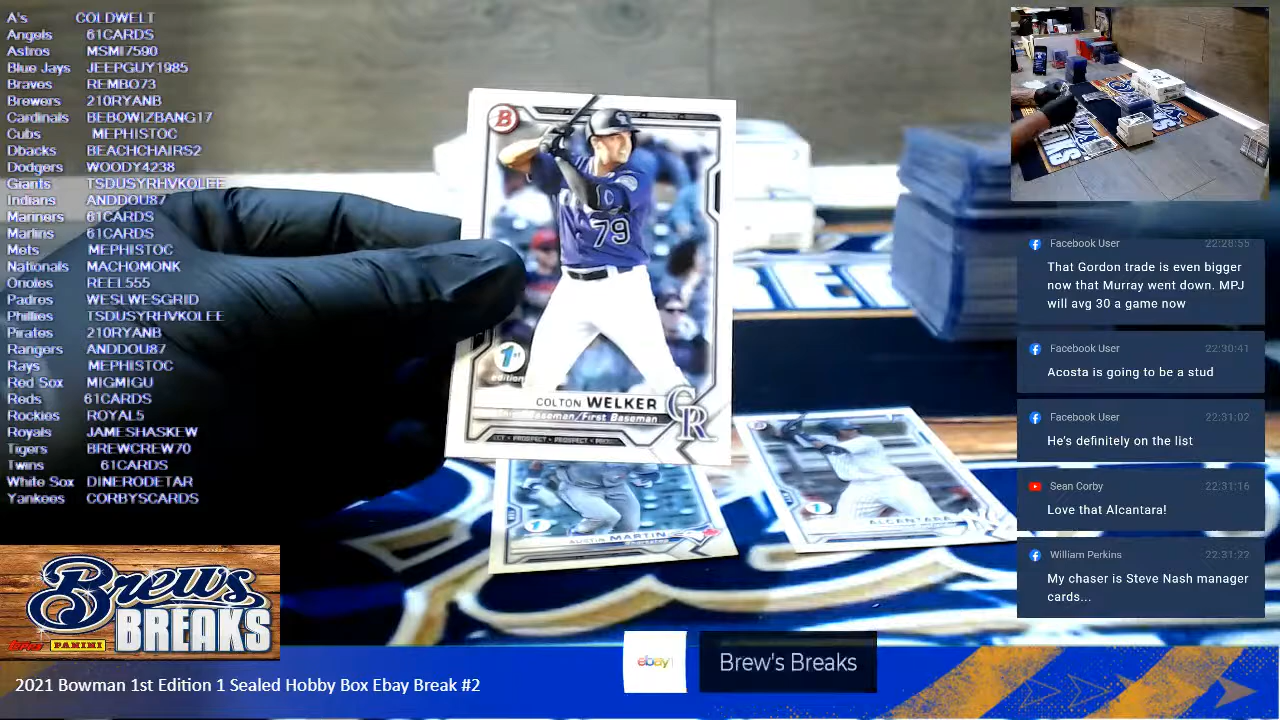 A's COLDWELT
Angels 61CARDS
Astros MSMI7590
Blue Jays JEEPGUY1985
Braves REMBO73
Brewers 210RYANB
Cardinals BEBOWIZBANG17
Cubs MEPHISTOC
Dbacks BEACHCHAIRS2
Dodgers WOODY4238
Giants TSDUSYRHVKOLEE
Indians ANDDOU87
Mariners 61CARDS
Marlins 61CARDS
Mets MEPHISTOC
Nationals MACHOMONK
Orioles REEL555
Padres WESLWESGRID
Phillies TSDUSYRHVKOLEE
Pirates 210RYANB
Rangers ANDDOU87
Rays MEPHISTOC
Red Sox MIGMIGU
Reds 61CARDS
Rockies ROYAL5
Royals JAMESHASKEW
Tigers BREWCREW70
Twins 61CARDS
White Sox DINERODETAR
Yankees CORBYSCARDS
B
79
1st
edition
COLTON WELKER
Third Baseman/First Baseman
PROSPECT • PROSPECT
CR
AUSTIN MARTIN
ALCANTARA
Facebook User 22:28:55
That Gordon trade is even bigger
now that Murray went down. MPJ
will avg 30 a game now
Facebook User 22:30:41
Acosta is going to be a stud
Facebook User 22:31:02
He's definitely on the list
Sean Corby 22:31:16
Love that Alcantara!
William Perkins 22:31:22
My chaser is Steve Nash manager
cards...
Brews
BREAKS
Topps PANINI
ebay
Brew's Breaks
2021 Bowman 1st Edition 1 Sealed Hobby Box Ebay Break #2